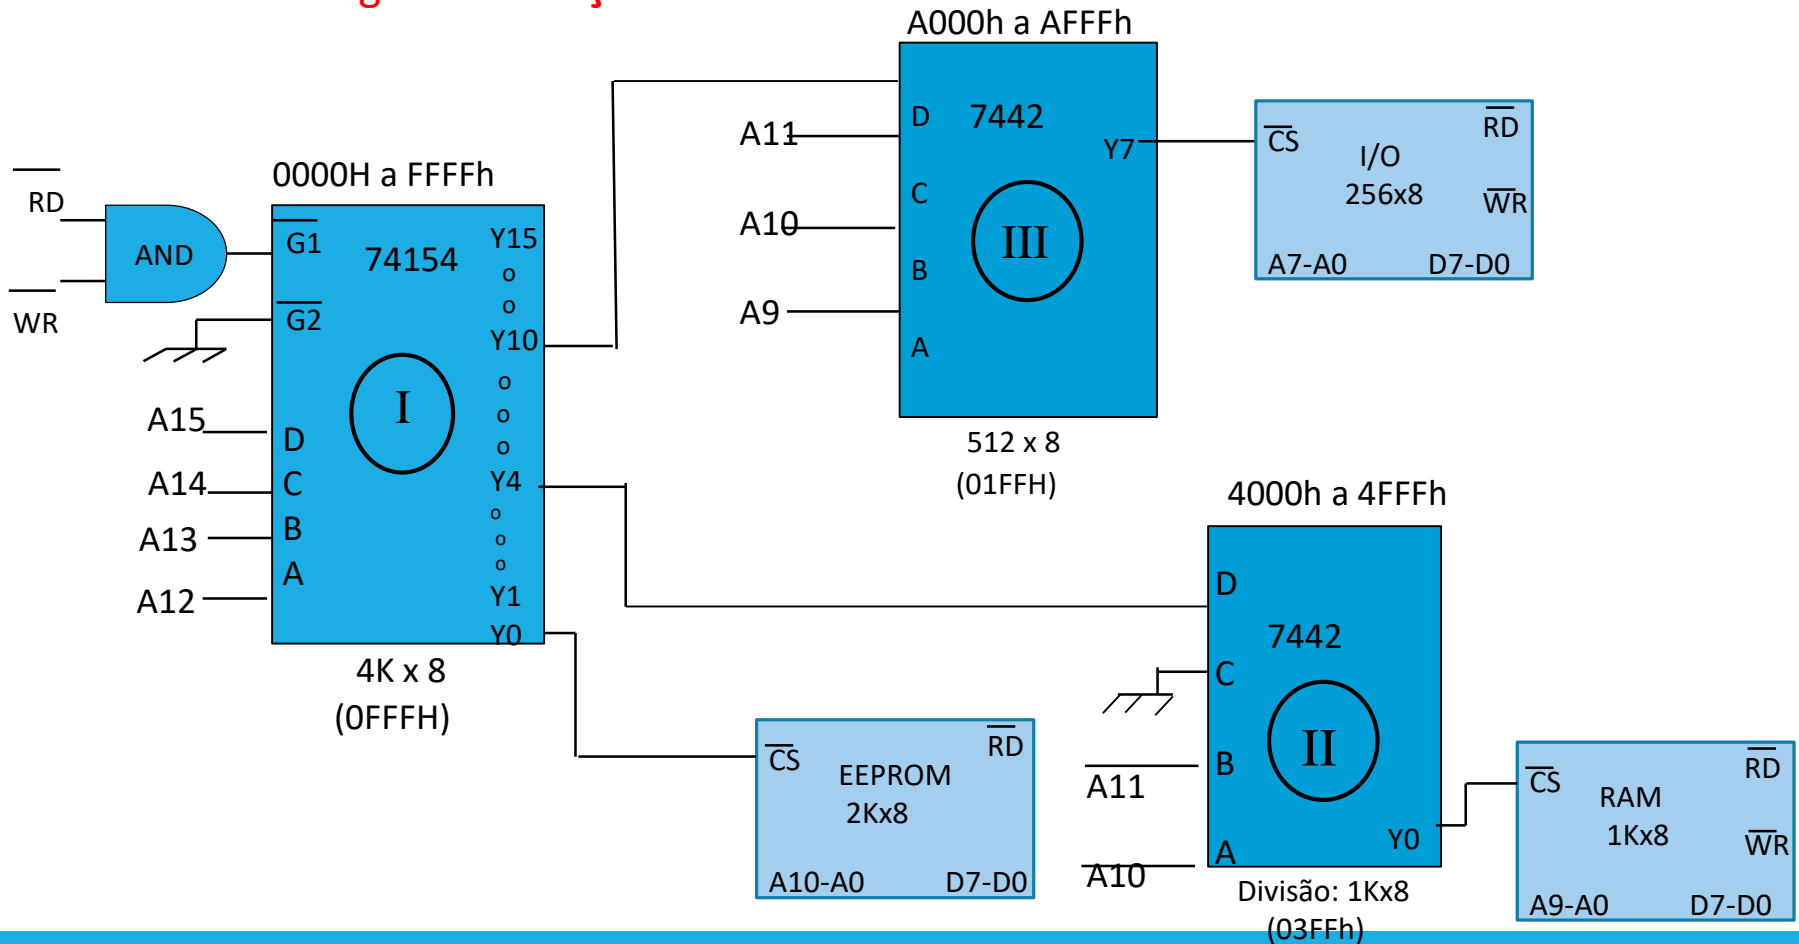 A000h a AFFFh
D
7442
A11
Y7
C
A10
III
B
A9
A
512 x 8
(01FFH)
CS
RD
I/O
256x8
WR
A7-A0
D7-D0
0000H a FFFFh
RD
AND
WR
G1
74154
Y15
o
o
G2
Y10
I
o
o
o
A15
D
A14
C
Y4
A13
B
o
o
o
A
A12
Y1
Y0
4K x 8
(0FFFH)
4000h a 4FFFh
D
7442
C
B
II
A11
Y0
A
A10
Divisão: 1Kx8
(03FFh)
CS
RD
EEPROM
2Kx8
A10-A0
D7-D0
CS
RD
RAM
1Kx8
WR
A9-A0
D7-D0